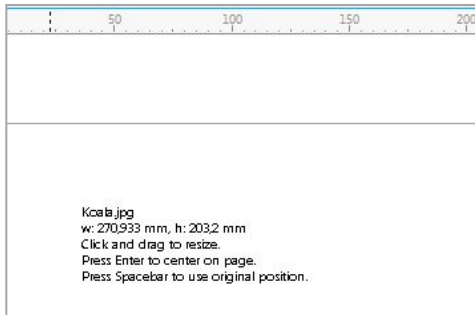 50 100 150 200
Koala.jpg
w: 270,933 mm, h: 203,2 mm
Click and drag to resize.
Press Enter to center on page.
Press Spacebar to use original position.